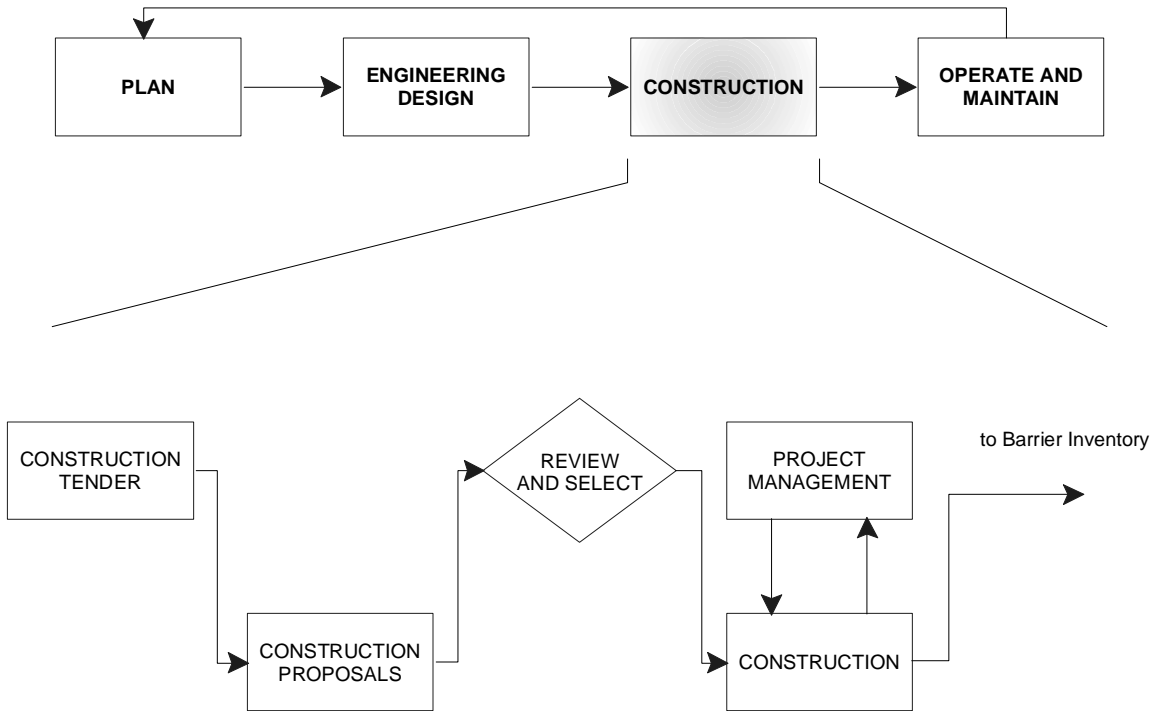 PLAN
ENGINEERING
DESIGN
CONSTRUCTION
OPERATE AND
MAINTAIN
CONSTRUCTION
TENDER
REVIEW
AND SELECT
PROJECT
MANAGEMENT
to Barrier Inventory
CONSTRUCTION
PROPOSALS
CONSTRUCTION